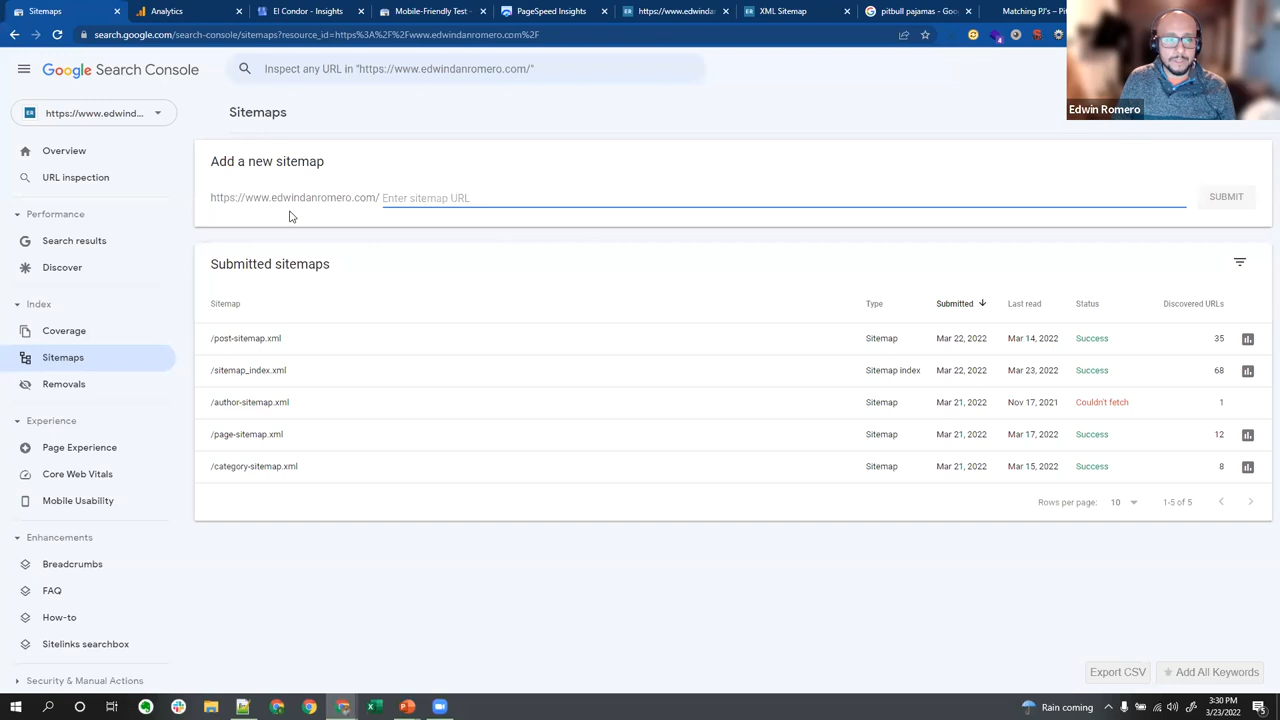 Sitemaps
Analytics
El Condor - Instagram
Mobile-Friendly Test -
PageSpeed Insights
https://www.edwindanrome
XML Sitemap
pitbull pajamas - Goog
Matching PJ's – Pit
google.com/search-console/sitemaps?resource_id=https%3A%2F%2Fwww.edwindanromero.com%2F
Google Search Console
Inspect any URL in "https://www.edwindanromero.com/"
Edwin Romero
ER
https://www.edwind...
Sitemaps
Overview
URL inspection
Performance
Search results
Discover
Index
Coverage
Sitemaps
Removals
Experience
Page Experience
Core Web Vitals
Mobile Usability
Enhancements
Breadcrumbs
FAQ
How-to
Sitelinks searchbox
Security & Manual Actions
Add a new sitemap
https://www.edwindanromero.com/ Enter sitemap URL
SUBMIT
Submitted sitemaps
Sitemap Type Submitted Last read Status Discovered URLs
/post-sitemap.xml Sitemap Mar 22, 2022 Mar 14, 2022 Success 35
/sitemap_index.xml Sitemap index Mar 22, 2022 Mar 23, 2022 Success 68
/author-sitemap.xml Sitemap Mar 21, 2022 Nov 17, 2021 Couldn't fetch 1
/page-sitemap.xml Sitemap Mar 21, 2022 Mar 17, 2022 Success 12
/category-sitemap.xml Sitemap Mar 21, 2022 Mar 15, 2022 Success 8
Rows per page: 10 1-5 of 5
Export CSV
Add All Keywords
Rain coming
3:30 PM
3/23/2022